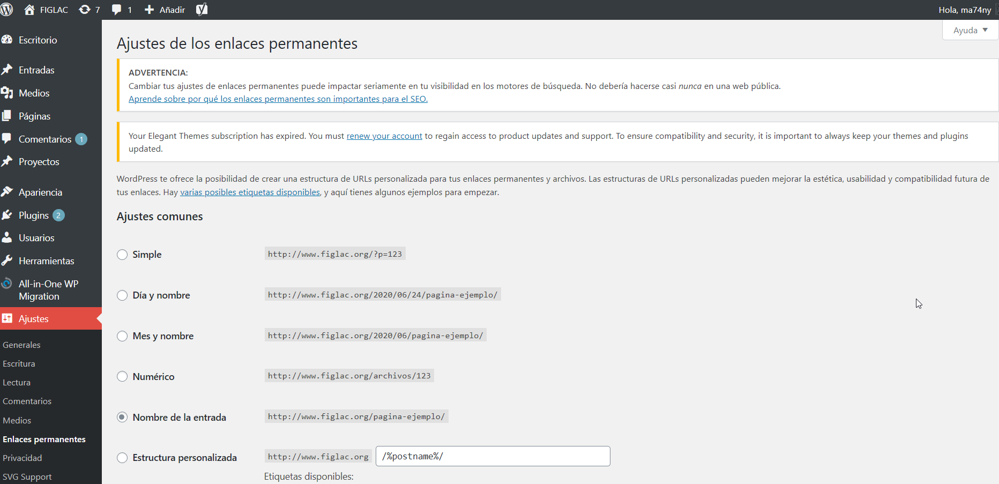 FIGLAC 7 1 Añadir Hola, ma74ny
Ayuda
Escritorio
Entradas
Medios
Páginas
Comentarios 1
Proyectos
Apariencia
Plugins 2
Usuarios
Herramientas
All-in-One WP
Migration
Ajustes
Generales
Escritura
Lectura
Comentarios
Medios
Enlaces permanentes
Privacidad
SVG Support
Ajustes de los enlaces permanentes
ADVERTENCIA:
Cambiar tus ajustes de enlaces permanentes puede impactar seriamente en tu visibilidad en los motores de búsqueda. No debería hacerse casi nunca en una web pública.
Aprende sobre por qué los enlaces permanentes son importantes para el SEO.
Your Elegant Themes subscription has expired. You must renew your account to regain access to product updates and support. To ensure compatibility and security, it is important to always keep your themes and plugins
updated.
WordPress te ofrece la posibilidad de crear una estructura de URLs personalizada para tus enlaces permanentes y archivos. Las estructuras de URLs personalizadas pueden mejorar la estética, usabilidad y compatibilidad futura de
tus enlaces. Hay varias posibles etiquetas disponibles, y aquí tienes algunos ejemplos para empezar.
Ajustes comunes
Simple http://www.figlac.org/?p=123
Día y nombre http://www.figlac.org/2020/06/24/pagina-ejemplo/
Mes y nombre http://www.figlac.org/2020/06/pagina-ejemplo/
Numérico http://www.figlac.org/archivos/123
Nombre de la entrada http://www.figlac.org/pagina-ejemplo/
Estructura personalizada http://www.figlac.org /%postname%/
Etiquetas disponibles: